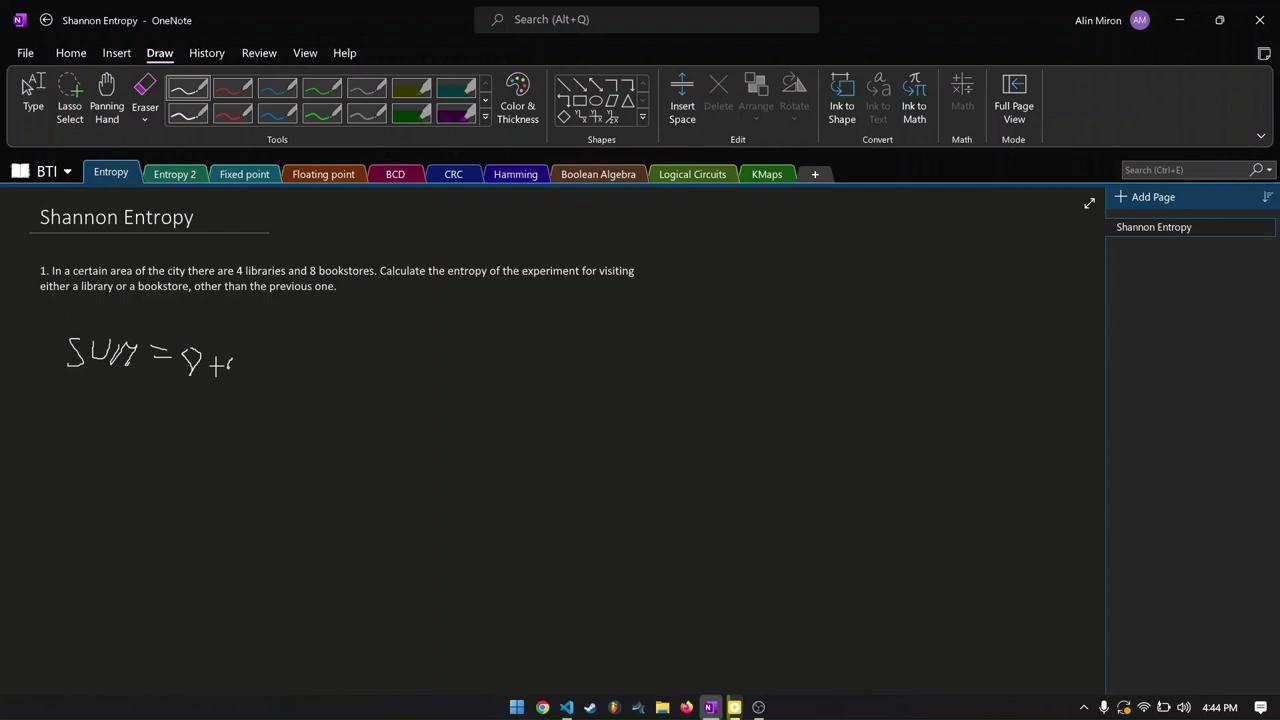 Shannon Entropy - OneNote
Search (Alt+Q)
Alin Miron AM
File Home Insert Draw History Review View Help
Type
Lasso Select
Panning Hand
Eraser
Color & Thickness
Insert Space
Delete
Arrange
Rotate
Ink to Shape
Ink to Text
Ink to Math
Math
Full Page View
Tools Shapes Edit Convert Math Mode
BTI Entropy Entropy 2 Fixed point Floating point BCD CRC Hamming Boolean Algebra Logical Circuits KMaps + Search (Ctrl+E)
Add Page
Shannon Entropy
Shannon Entropy
1. In a certain area of the city there are 4 libraries and 8 bookstores. Calculate the entropy of the experiment for visiting
either a library or a bookstore, other than the previous one.
SUM = 8 +
4:44 PM